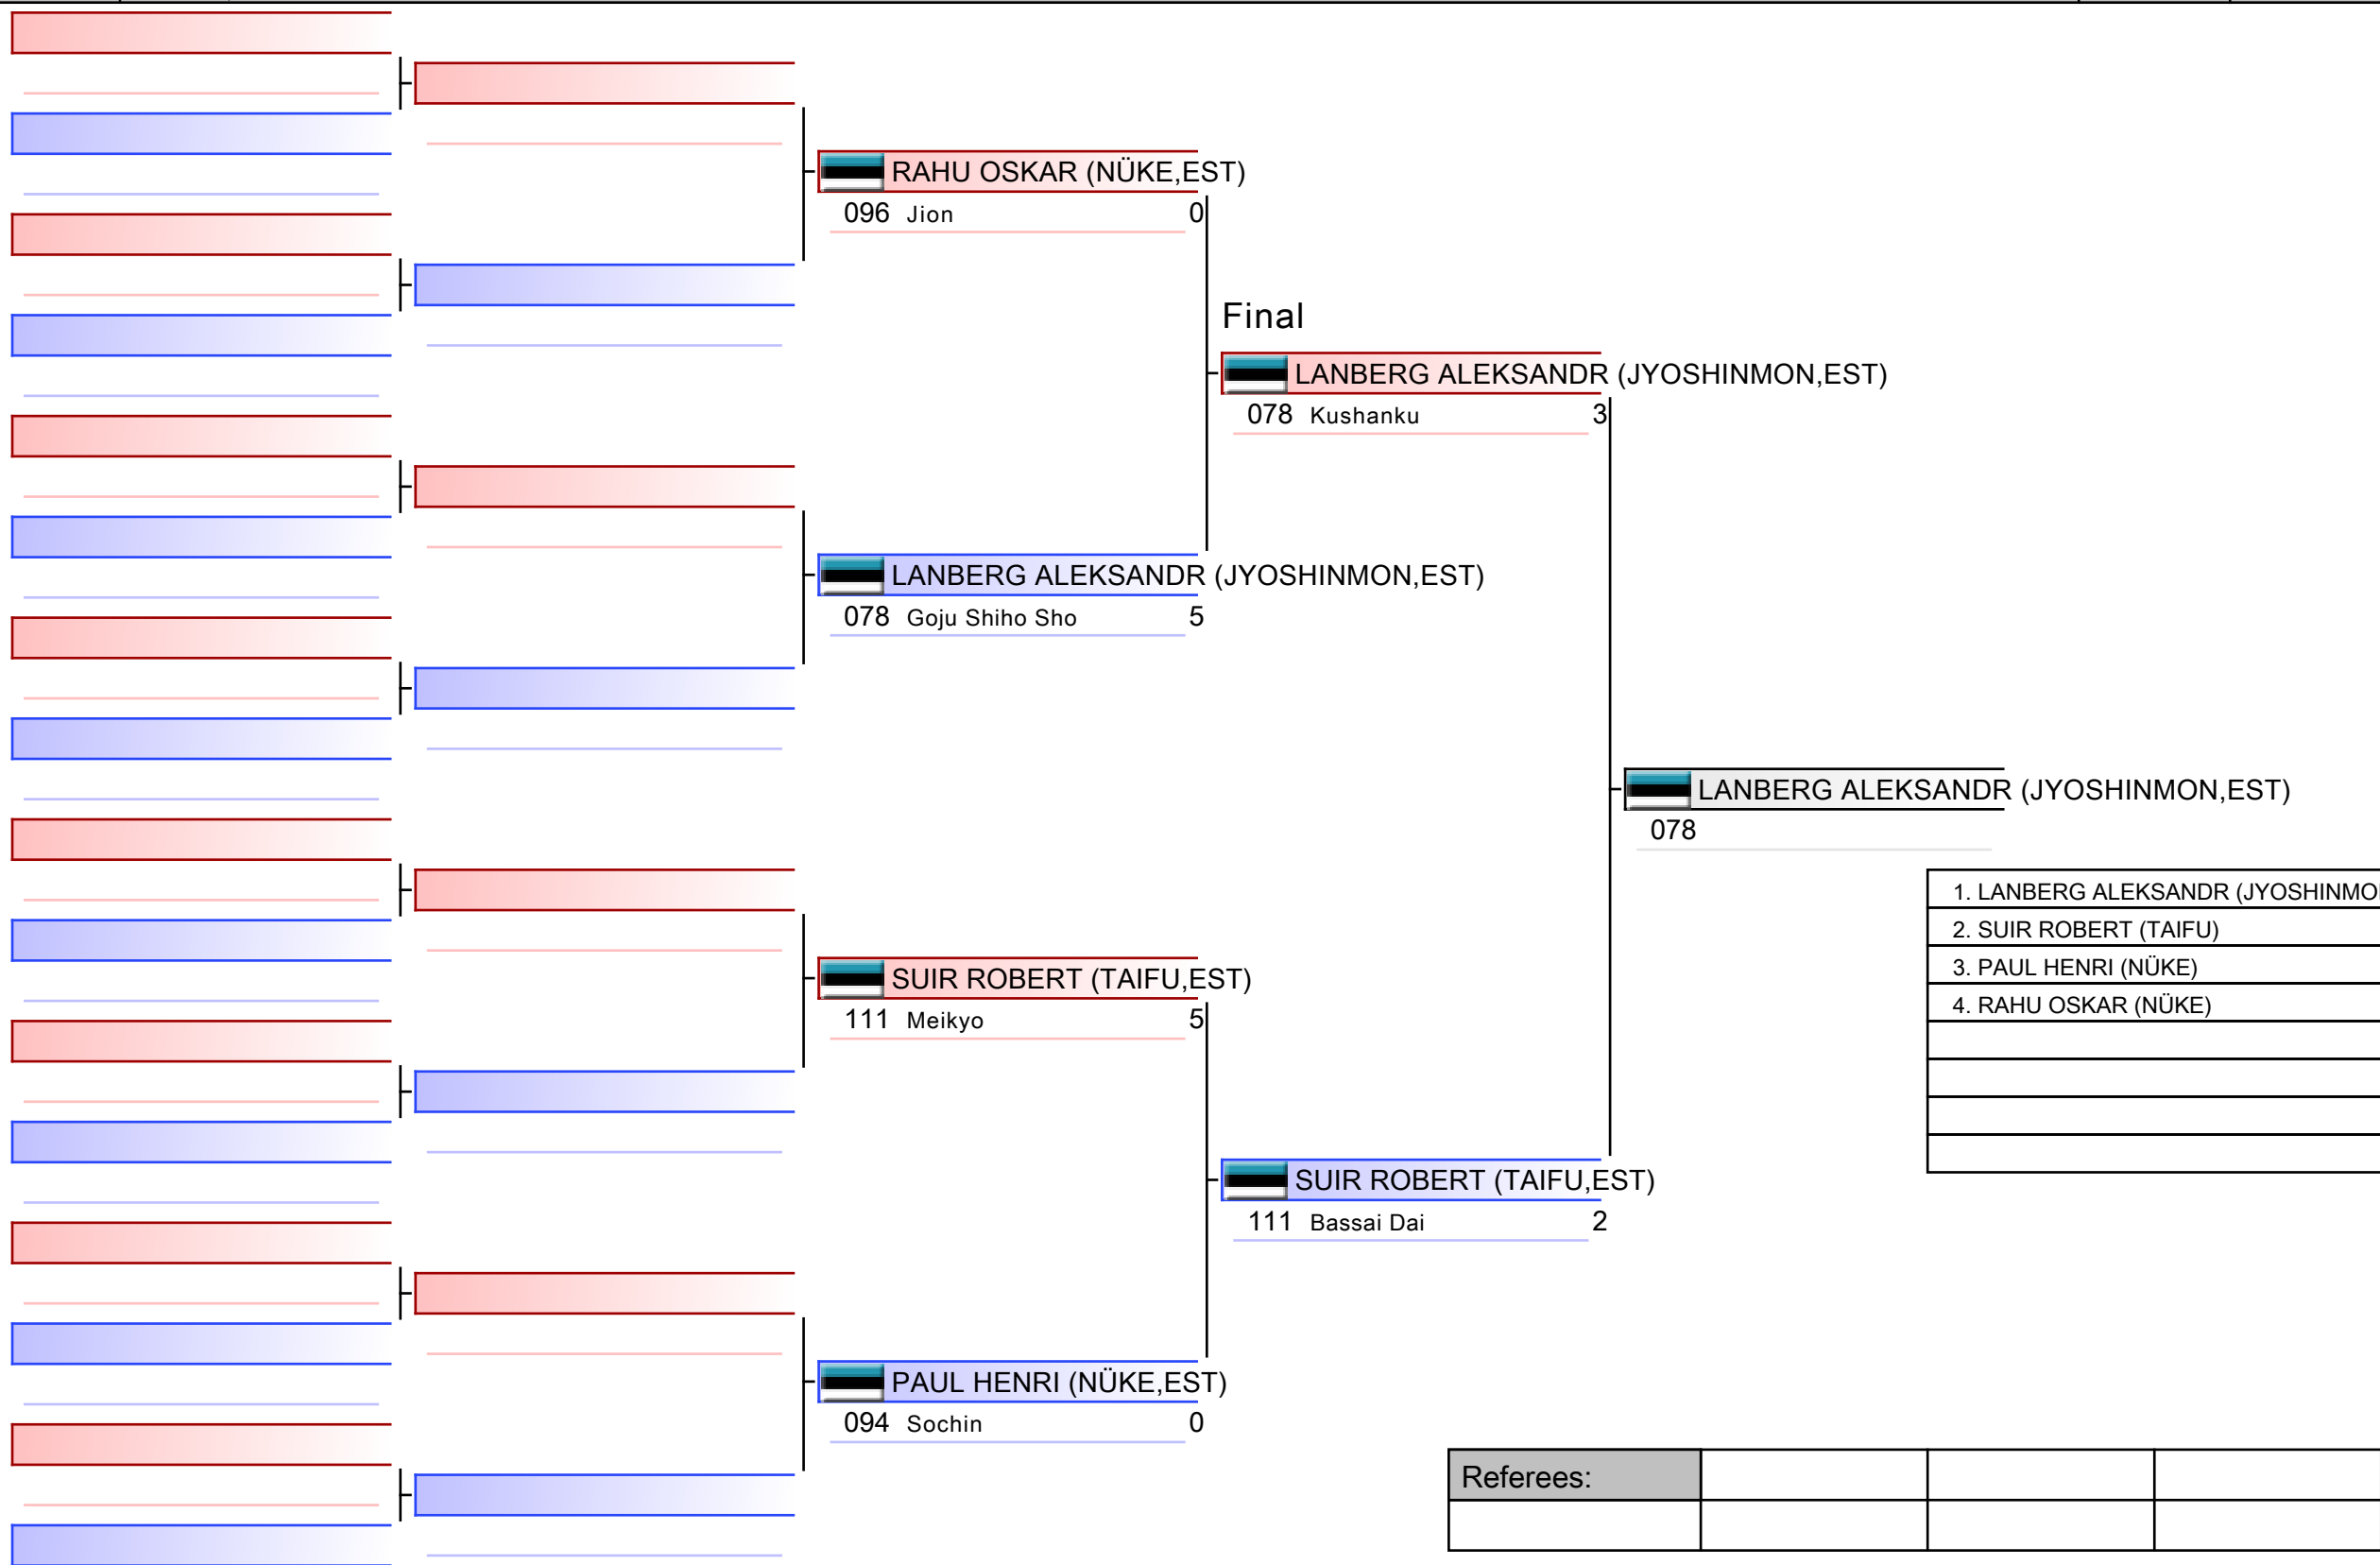 RAHU OSKAR (NÜKE,EST)
096 Jion 0
Final
LANBERG ALEKSANDR (JYOSHINMON,EST)
078 Kushanku 3
LANBERG ALEKSANDR (JYOSHINMON,EST)
078 Goju Shiho Sho 5
LANBERG ALEKSANDR (JYOSHINMON,EST)
078
1. LANBERG ALEKSANDR (JYOSHINMO
2. SUIR ROBERT (TAIFU)
3. PAUL HENRI (NÜKE)
4. RAHU OSKAR (NÜKE)
SUIR ROBERT (TAIFU,EST)
111 Meikyo 5
SUIR ROBERT (TAIFU,EST)
111 Bassai Dai 2
PAUL HENRI (NÜKE,EST)
094 Sochin 0
Referees: